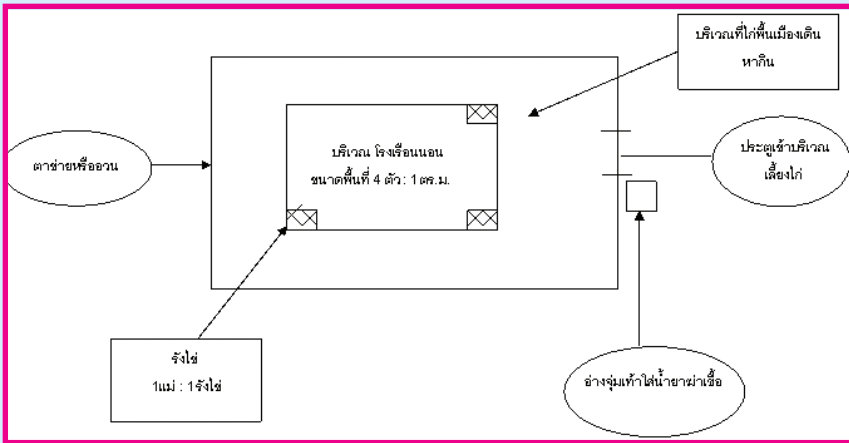 บริเวณที่ไก่พื้นเมืองเดิน
หากิน
ตาข่ายหรืออวน
บริเวณ โรงเรือนนอน
ขนาดพื้นที่ 4 ตัว : 1 ตร.ม.
ประตูเข้าบริเวณ
เลี้ยงไก่
รังไข่
1แม่ : 1รังไข่
อ่างจุ่มเท้าใส่น้ำยาฆ่าเชื้อ